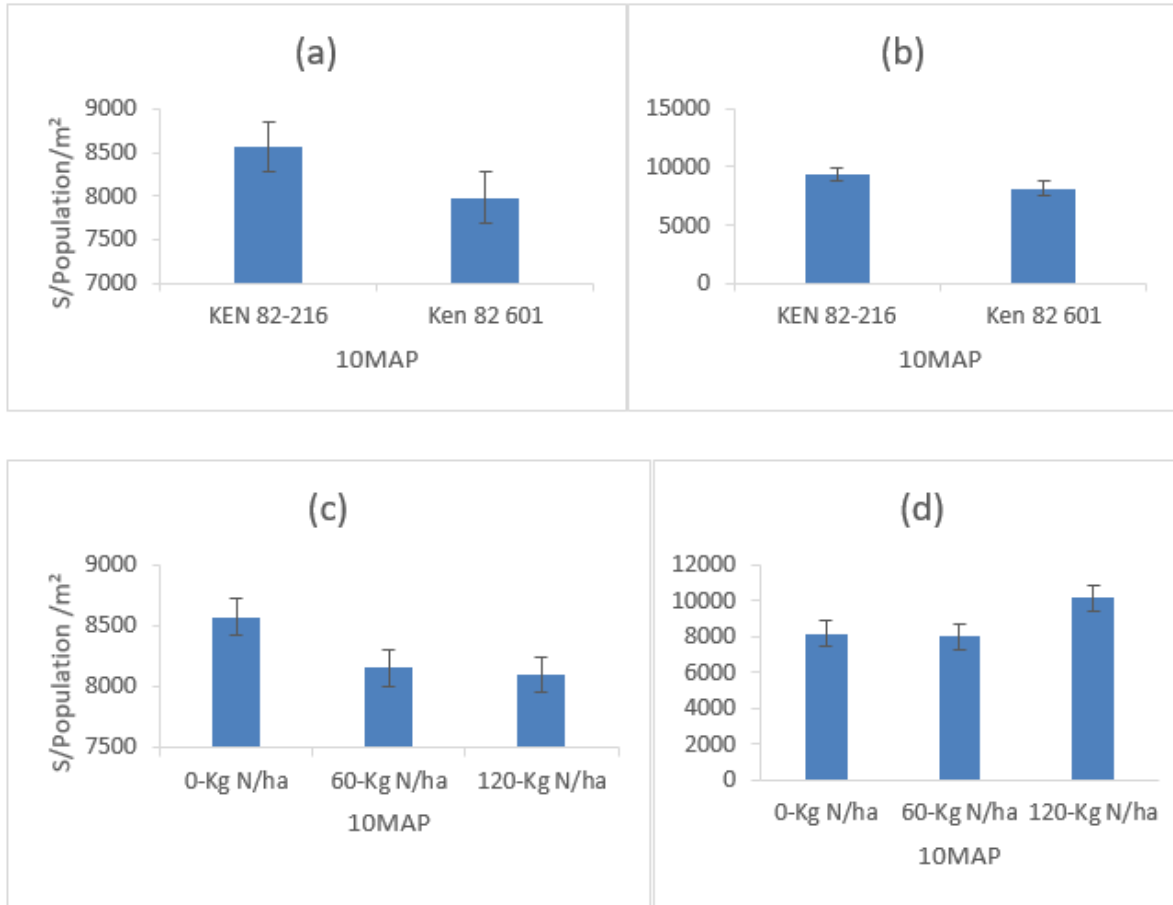 (a)
S/Population/m²
9000
8500
8000
7500
7000
KEN 82-216 Ken 82 601
10MAP
(b)
15000
10000
5000
0
KEN 82-216 Ken 82 601
10MAP
(c)
S/Population /m²
9000
8500
8000
7500
0-Kg N/ha 60-Kg N/ha 120-Kg N/ha
10MAP
(d)
12000
10000
8000
6000
4000
2000
0
0-Kg N/ha 60-Kg N/ha 120-Kg N/ha
10MAP